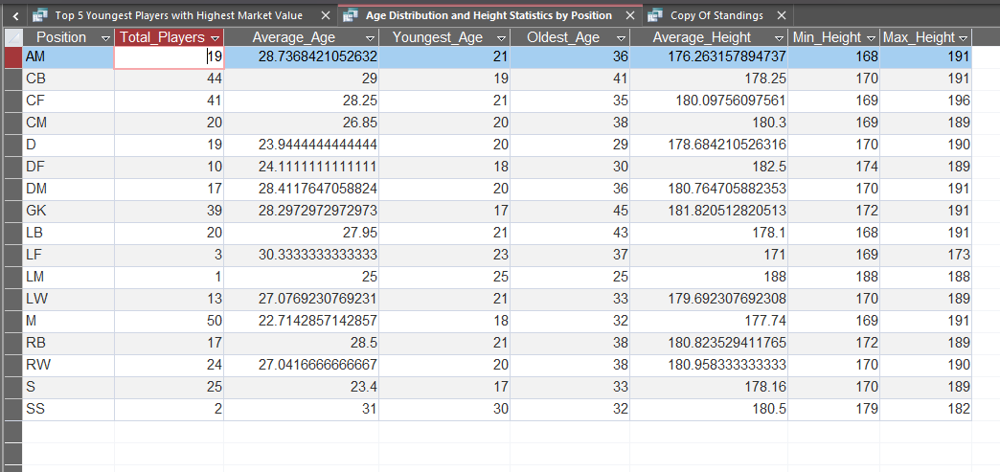 Top 5 Youngest Players with Highest Market Value Age Distribution and Height Statistics by Position Copy Of Standings
Position Total_Players Average_Age Youngest_Age Oldest_Age Average_Height Min_Height Max_Height
AM 19 28.7368421052632 21 36 176.263157894737 168 191
CB 44 29 19 41 178.25 170 191
CF 41 28.25 21 35 180.09756097561 169 196
CM 20 26.85 20 38 180.3 169 189
D 19 23.9444444444444 20 29 178.684210526316 170 190
DF 10 24.1111111111111 18 30 182.5 174 189
DM 17 28.4117647058824 20 36 180.764705882353 170 191
GK 39 28.2972972972973 17 45 181.820512820513 172 191
LB 20 27.95 21 43 178.1 168 191
LF 3 30.3333333333333 23 37 171 169 173
LM 1 25 25 25 188 188 188
LW 13 27.0769230769231 21 33 179.692307692308 170 189
M 50 22.7142857142857 18 32 177.74 169 191
RB 17 28.5 21 38 180.823529411765 172 189
RW 24 27.0416666666667 20 38 180.958333333333 170 190
S 25 23.4 17 33 178.16 170 189
SS 2 31 30 32 180.5 179 182